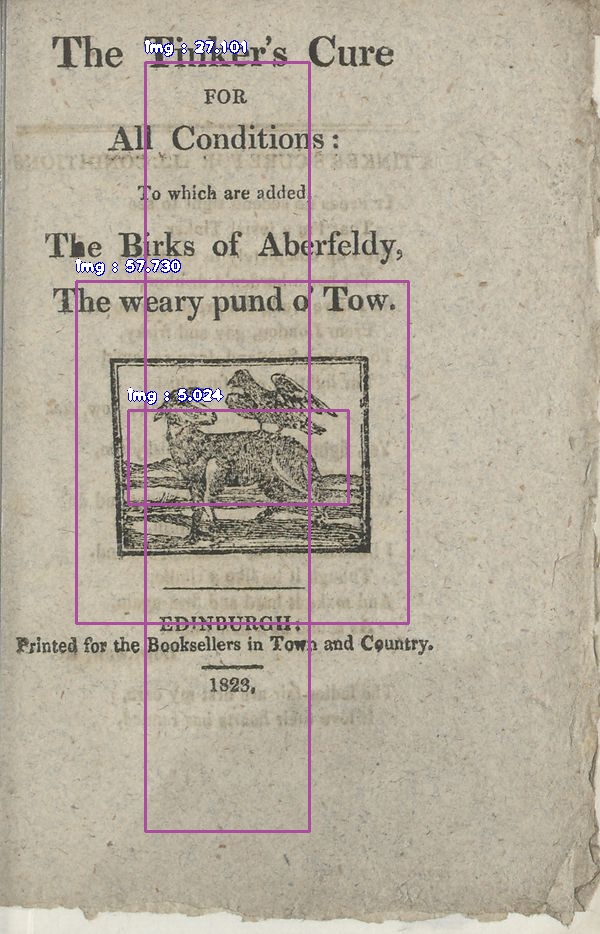 The Tinker's Cure
FOR
All Conditions:
To which are added,
The Birks of Aberfeldy,
The weary pund o' Tow.
EDINBURGH:
Printed for the Booksellers in Town and Country.
1823.
img : 27.101
img : 57.730
img : 5.024